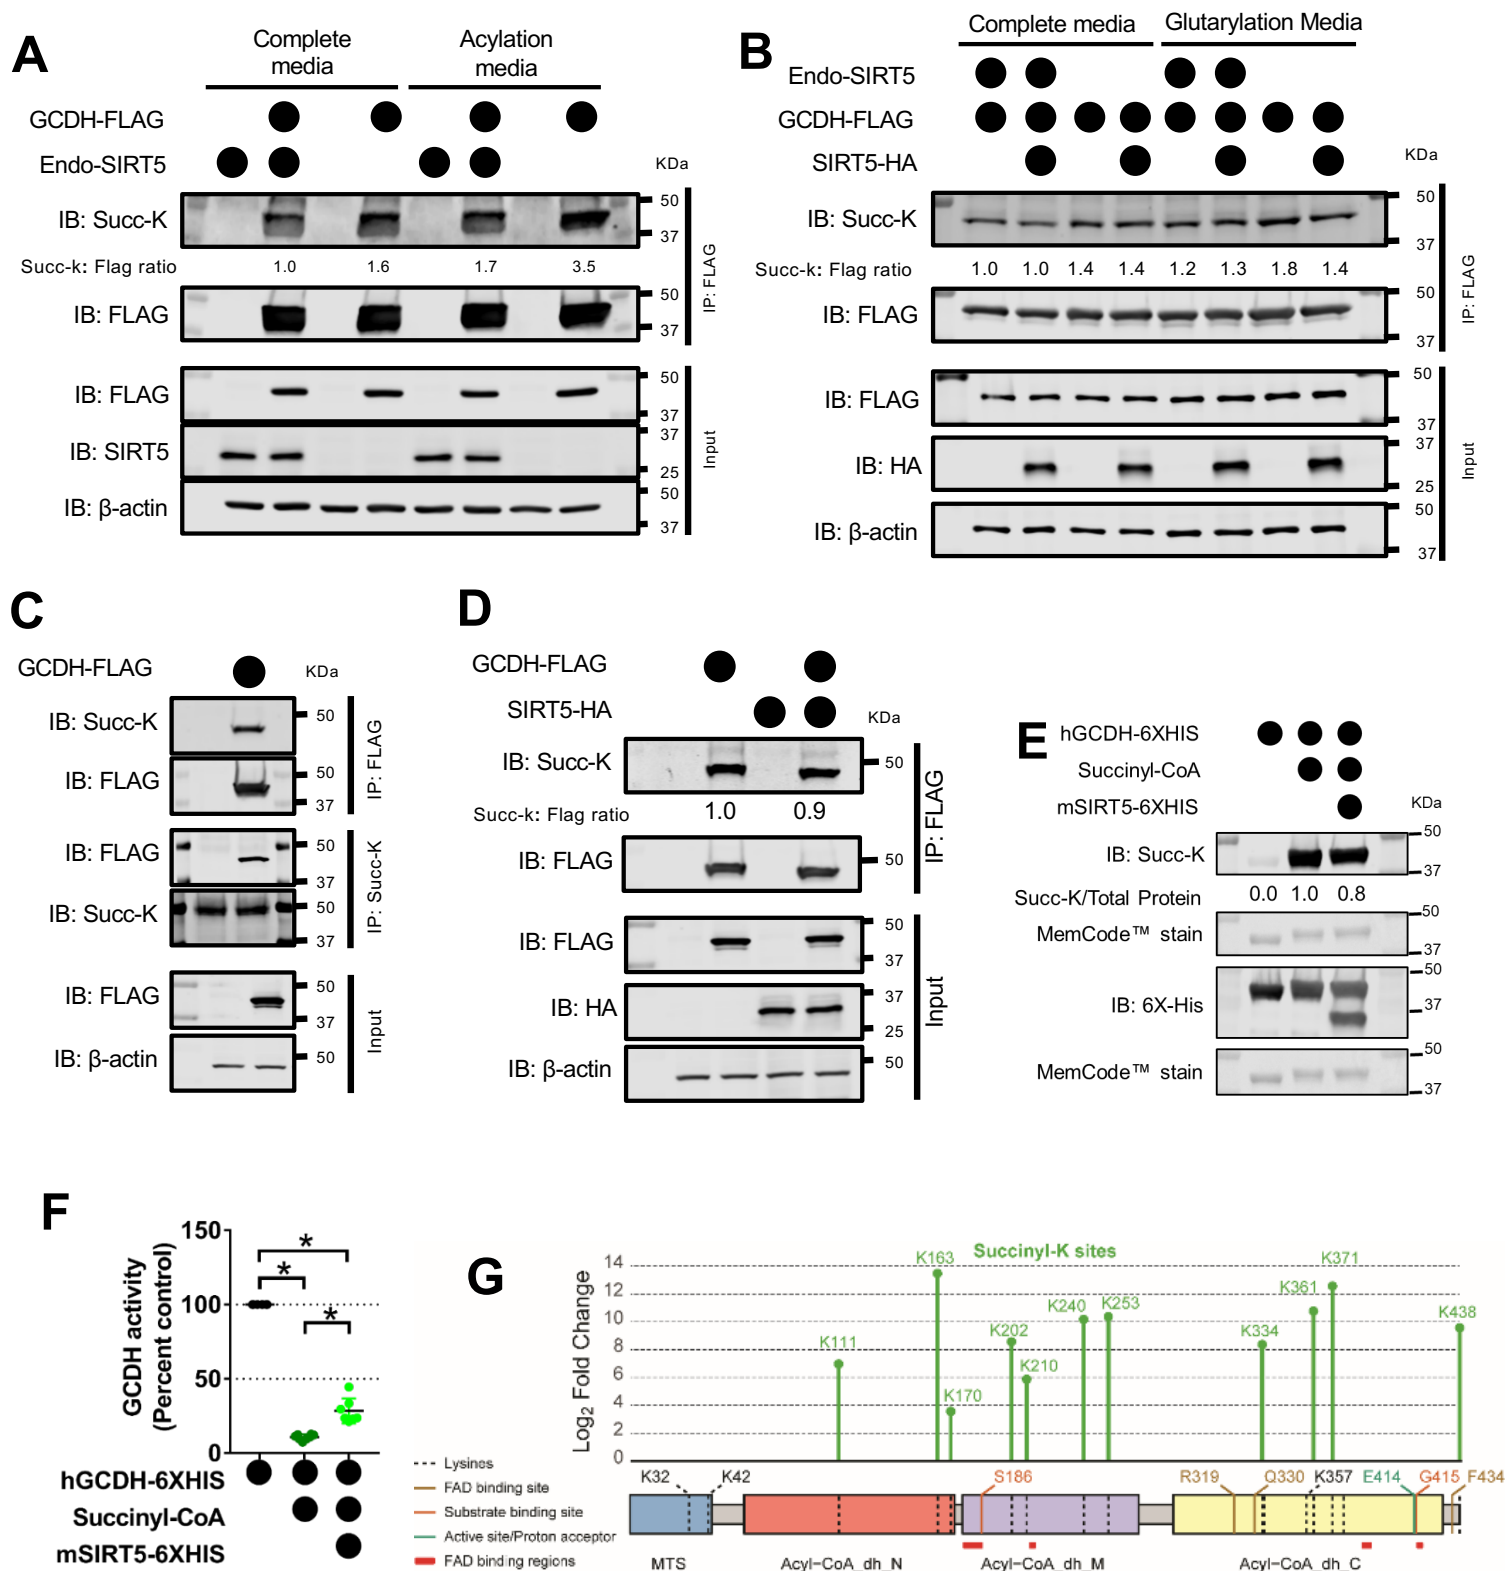 A
Complete media
Acylation media
GCDH-FLAG
Endo-SIRT5
KDa
IB: Succ-K
50
37
Succ-k: Flag ratio
1.0 1.6 1.7 3.5
IB: FLAG
50
37
IP: FLAG
IB: FLAG
50
37
IB: SIRT5
37
25
IB: β-actin
50
37
Input
B
Complete media
Glutarylation Media
Endo-SIRT5
GCDH-FLAG
SIRT5-HA
KDa
IB: Succ-K
50
37
Succ-k: Flag ratio
1.0 1.0 1.4 1.4 1.2 1.3 1.8 1.4
IB: FLAG
50
37
IP: FLAG
IB: FLAG
50
37
IB: HA
37
25
IB: β-actin
50
37
Input
C
GCDH-FLAG
KDa
IB: Succ-K
50
IB: FLAG
50
37
IP: FLAG
IB: FLAG
50
37
IB: Succ-K
50
37
IP: Succ-K
IB: FLAG
50
37
IB: β-actin
50
Input
D
GCDH-FLAG
SIRT5-HA
KDa
IB: Succ-K
50
Succ-k: Flag ratio
1.0 0.9
IB: FLAG
50
IP: FLAG
IB: FLAG
50
37
IB: HA
37
25
IB: β-actin
50
Input
E
hGCDH-6XHIS
Succinyl-CoA
mSIRT5-6XHIS
KDa
IB: Succ-K
50
37
Succ-K/Total Protein
0.0 1.0 0.8
MemCode™ stain
50
37
IB: 6X-His
50
37
MemCode™ stain
50
37
F
GCDH activity
(Percent control)
150
100
50
0
*
*
*
hGCDH-6XHIS
Succinyl-CoA
mSIRT5-6XHIS
G
Succinyl-K sites
Log2 Fold Change
14
12
10
8
6
4
2
0
K111
K163
K170
K202
K210
K240
K253
K334
K361
K371
K438
Lysines
FAD binding site
Substrate binding site
Active site/Proton acceptor
FAD binding regions
K32 K42 S186 R319 Q330 K357 E414 G415 F434
MTS Acyl-CoA_dh_N Acyl-CoA_dh_M Acyl-CoA_dh_C